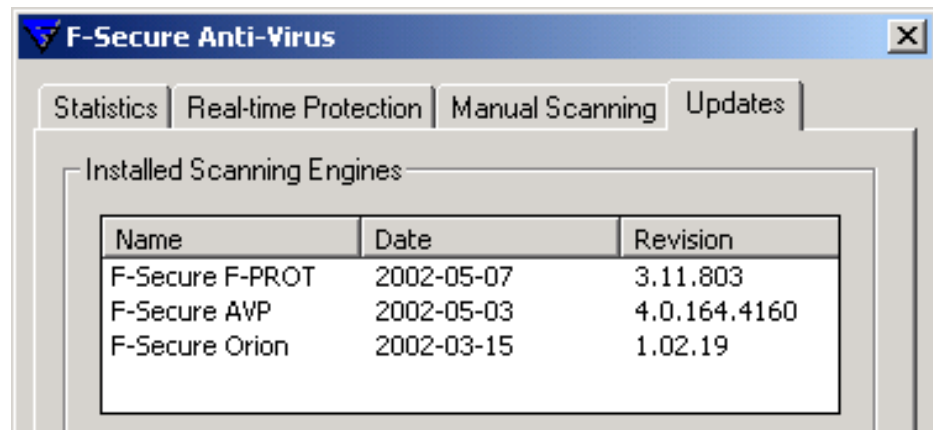 F-Secure Anti-Virus
Statistics Real-time Protection Manual Scanning Updates
Installed Scanning Engines
Name Date Revision
F-Secure F-PROT 2002-05-07 3.11.803
F-Secure AVP 2002-05-03 4.0.164.4160
F-Secure Orion 2002-03-15 1.02.19